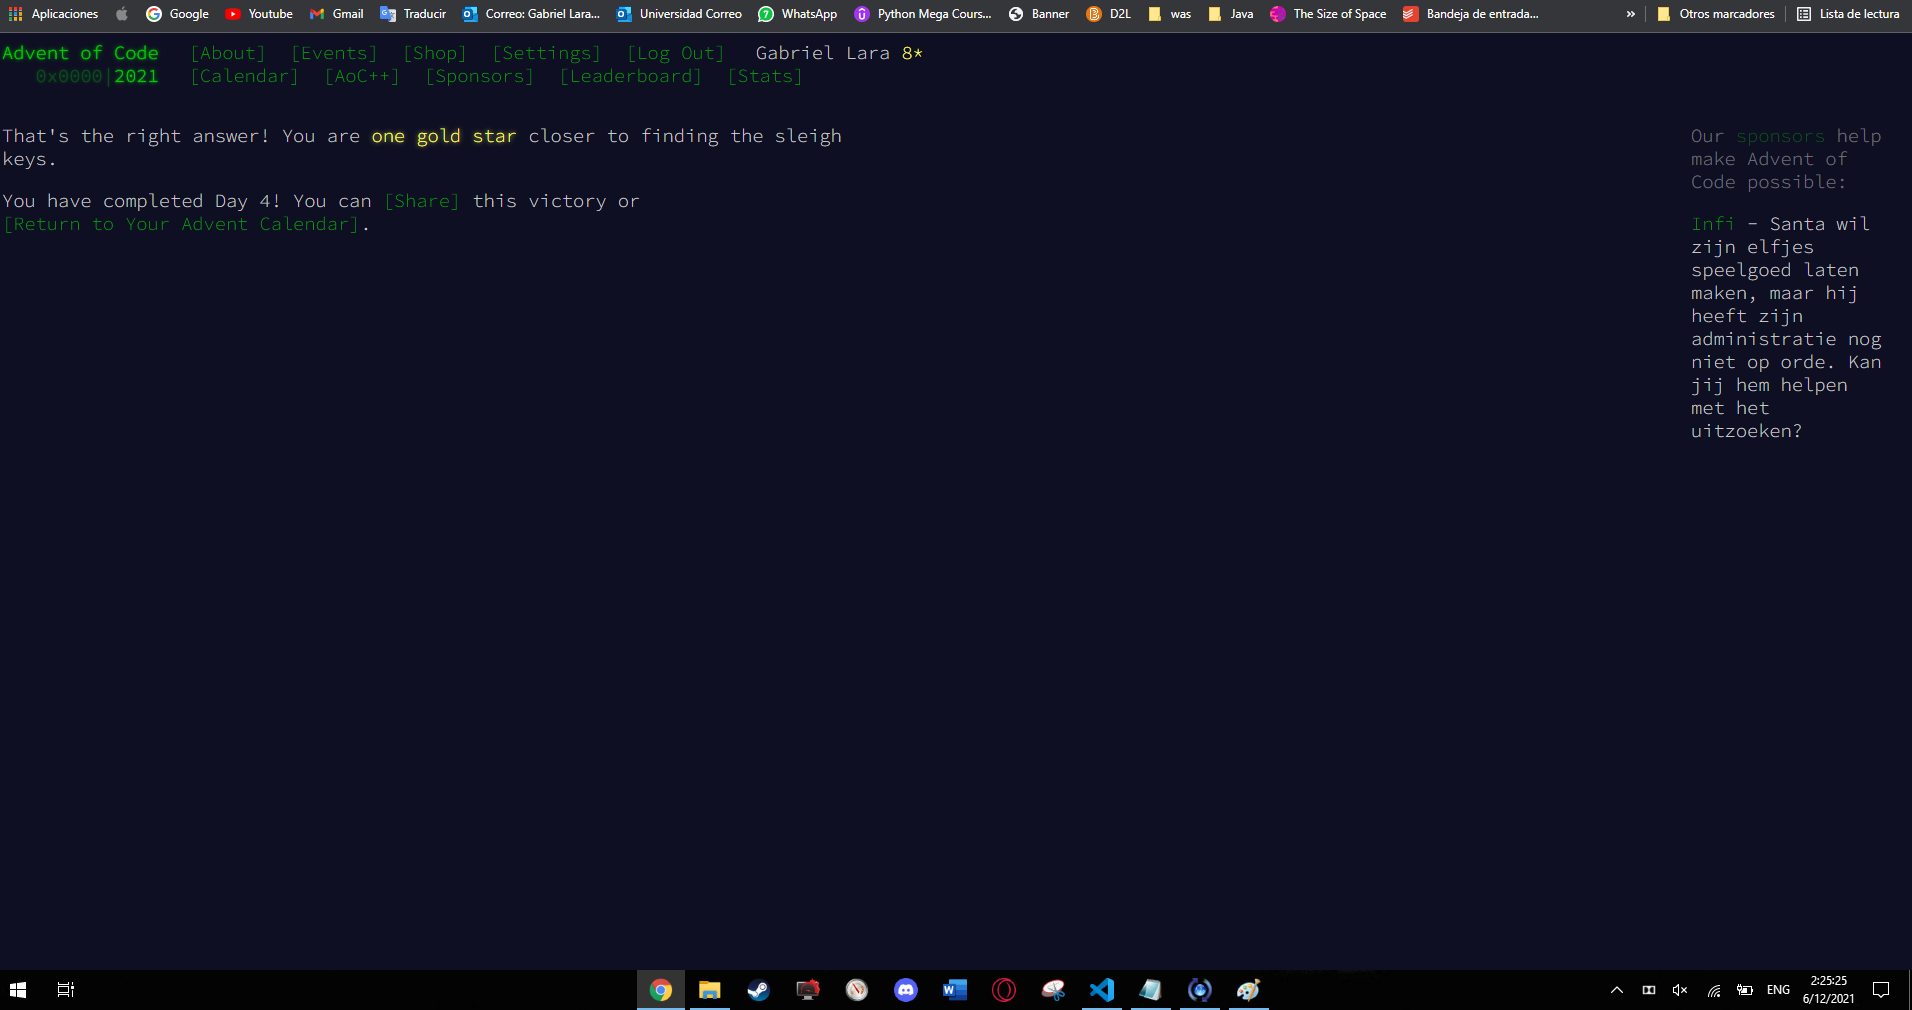 Aplicaciones Google Youtube Gmail Traducir Correo: Gabriel Lara... Universidad Correo WhatsApp Python Mega Cours... Banner D2L was Java The Size of Space Bandeja de entrada... » Otros marcadores Lista de lectura
Advent of Code [About] [Events] [Shop] [Settings] [Log Out] Gabriel Lara 8*
0x0000|2021 [Calendar] [AoC++] [Sponsors] [Leaderboard] [Stats]
That's the right answer! You are one gold star closer to finding the sleigh
keys.
You have completed Day 4! You can [Share] this victory or
[Return to Your Advent Calendar].
Our sponsors help
make Advent of
Code possible:
Infi - Santa wil
zijn elfjes
speelgoed laten
maken, maar hij
heeft zijn
administratie nog
niet op orde. Kan
jij hem helpen
met het
uitzoeken?
ENG
2:25:25
6/12/2021